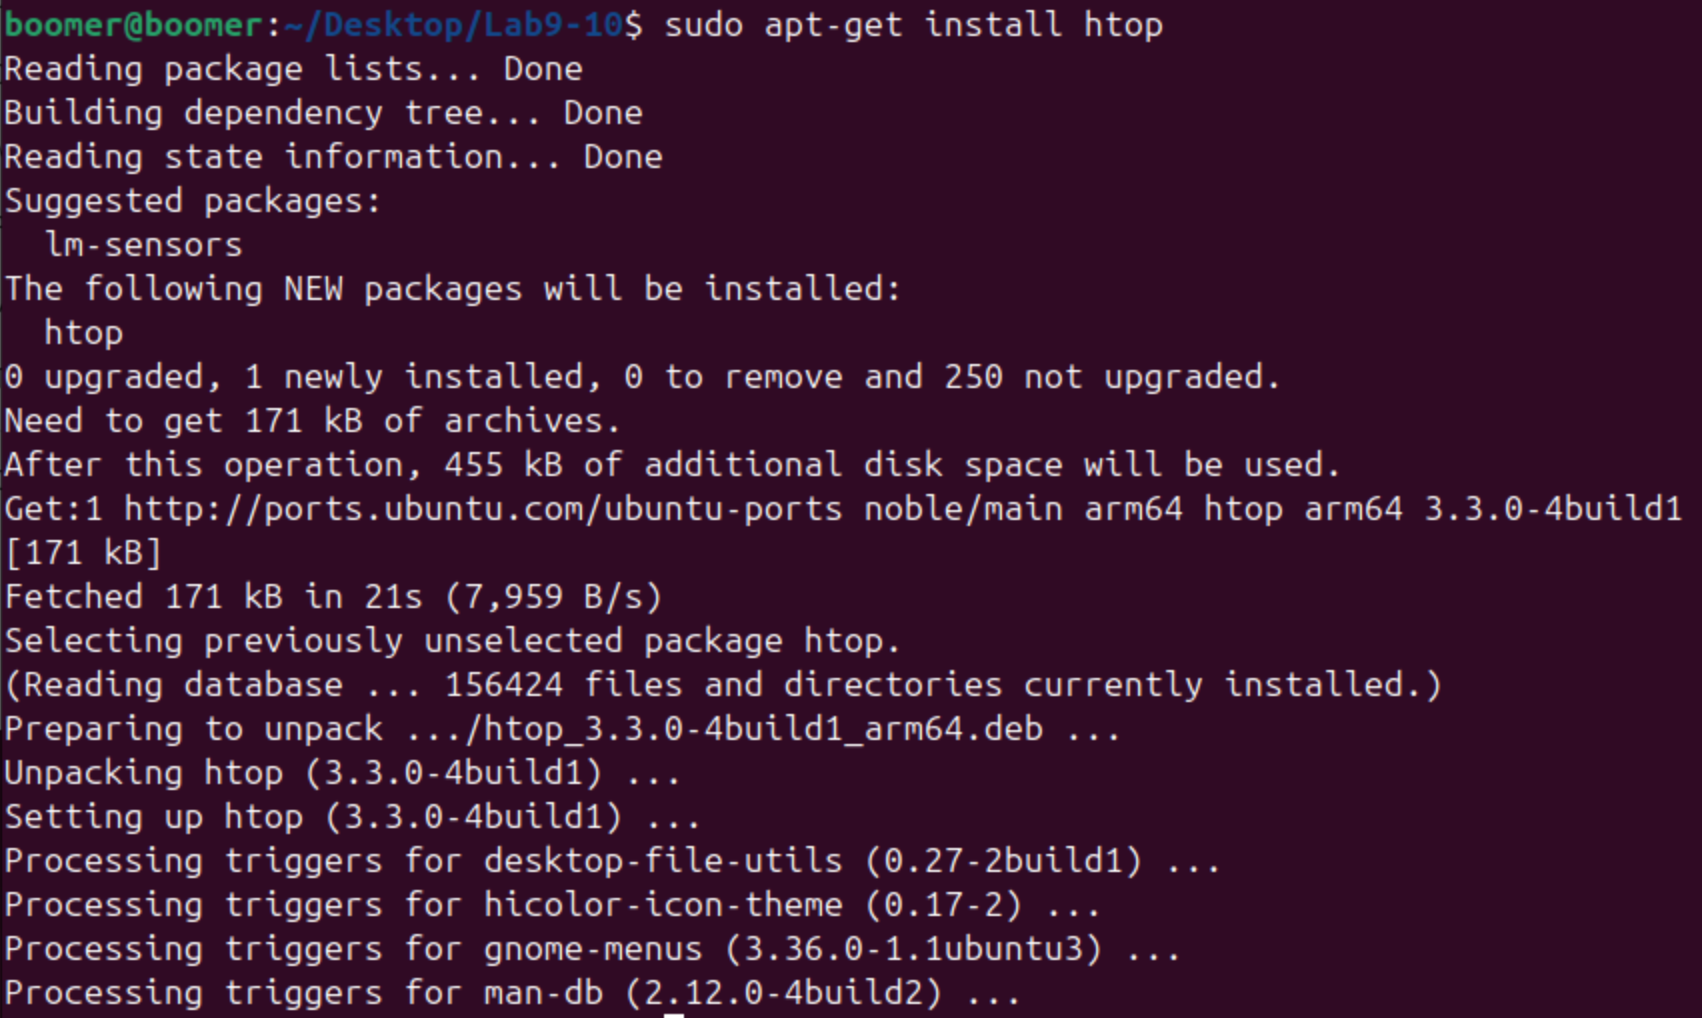 boomer@boomer:~/Desktop/Lab9-10$ sudo apt-get install htop
Reading package lists... Done
Building dependency tree... Done
Reading state information... Done
Suggested packages:
  lm-sensors
The following NEW packages will be installed:
  htop
0 upgraded, 1 newly installed, 0 to remove and 250 not upgraded.
Need to get 171 kB of archives.
After this operation, 455 kB of additional disk space will be used.
Get:1 http://ports.ubuntu.com/ubuntu-ports noble/main arm64 htop arm64 3.3.0-4build1
[171 kB]
Fetched 171 kB in 21s (7,959 B/s)
Selecting previously unselected package htop.
(Reading database ... 156424 files and directories currently installed.)
Preparing to unpack .../htop_3.3.0-4build1_arm64.deb ...
Unpacking htop (3.3.0-4build1) ...
Setting up htop (3.3.0-4build1) ...
Processing triggers for desktop-file-utils (0.27-2build1) ...
Processing triggers for hicolor-icon-theme (0.17-2) ...
Processing triggers for gnome-menus (3.36.0-1.1ubuntu3) ...
Processing triggers for man-db (2.12.0-4build2) ...